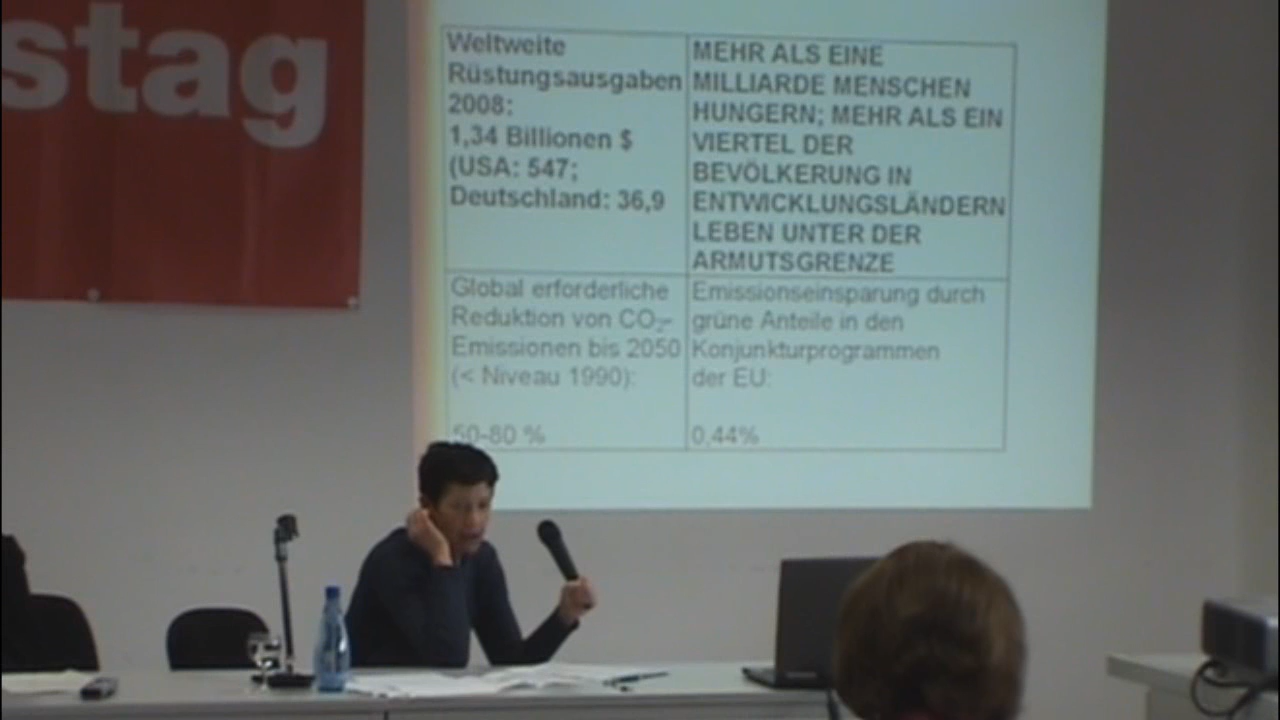 stag
Weltweite
Rüstungsausgaben
2008:
1,34 Billionen $
(USA: 547;
Deutschland: 36,9
MEHR ALS EINE
MILLIARDE MENSCHEN
HUNGERN; MEHR ALS EIN
VIERTEL DER
BEVÖLKERUNG IN
ENTWICKLUNGSLÄNDERN
LEBEN UNTER DER
ARMUTSGRENZE
Global erforderliche
Reduktion von CO₂-
Emissionen bis 2050
(< Niveau 1990):
50-80 %
Emissionseinsparung durch
grüne Anteile in den
Konjunkturprogrammen
der EU:
0,44%